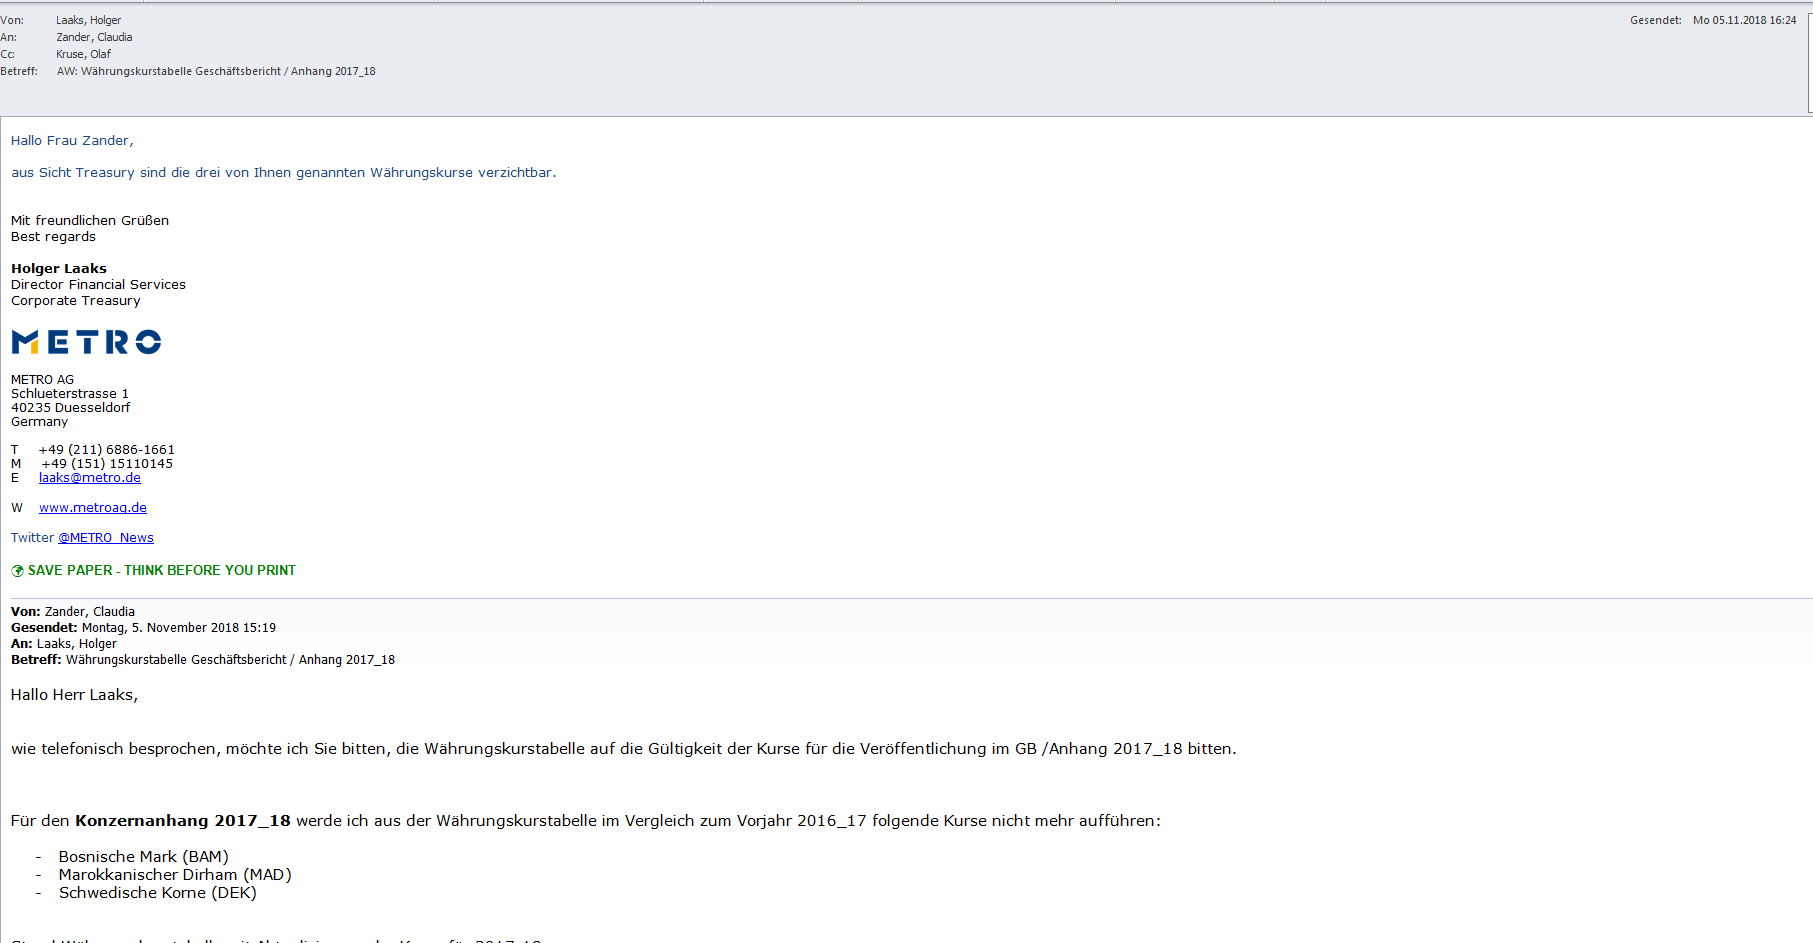 Von: Laaks, Holger Gesendet: Mo 05.11.2018 16:24
An: Zander, Claudia
Cc: Kruse, Olaf
Betreff: AW: Währungskurstabelle Geschäftsbericht / Anhang 2017_18
Hallo Frau Zander,
aus Sicht Treasury sind die drei von Ihnen genannten Währungskurse verzichtbar.
Mit freundlichen Grüßen
Best regards
Holger Laaks
Director Financial Services
Corporate Treasury
METRO
METRO AG
Schlueterstrasse 1
40235 Duesseldorf
Germany
T +49 (211) 6886-1661
M +49 (151) 15110145
E laaks@metro.de
W www.metroag.de
Twitter @METRO_News
SAVE PAPER - THINK BEFORE YOU PRINT
Von: Zander, Claudia
Gesendet: Montag, 5. November 2018 15:19
An: Laaks, Holger
Betreff: Währungskurstabelle Geschäftsbericht / Anhang 2017_18
Hallo Herr Laaks,
wie telefonisch besprochen, möchte ich Sie bitten, die Währungskurstabelle auf die Gültigkeit der Kurse für die Veröffentlichung im GB /Anhang 2017_18 bitten.
Für den Konzernanhang 2017_18 werde ich aus der Währungskurstabelle im Vergleich zum Vorjahr 2016_17 folgende Kurse nicht mehr aufführen:
- Bosnische Mark (BAM)
- Marokkanischer Dirham (MAD)
- Schwedische Korne (DEK)